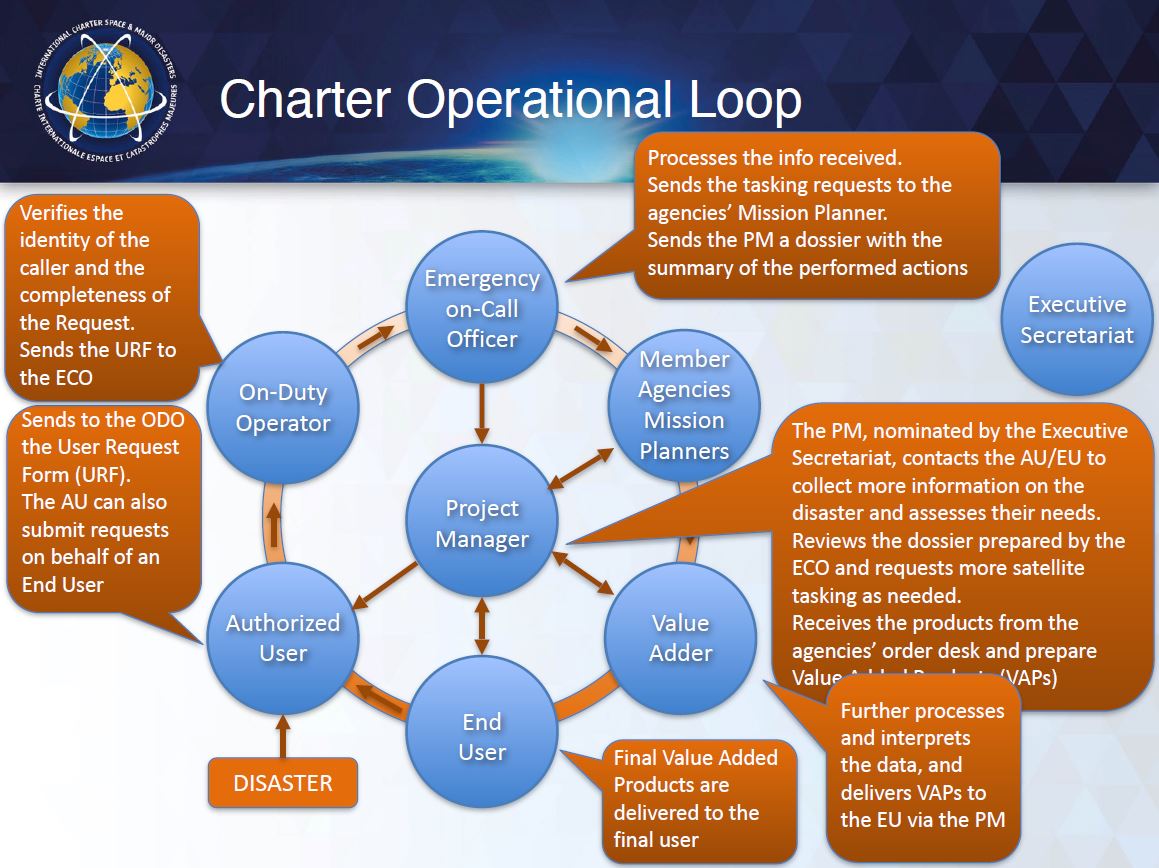 INTERNATIONAL CHARTER SPACE & MAJOR DISASTERS
CHARTE INTERNATIONALE ESPACE ET CATASTROPHES MAJEURES
Charter Operational Loop
Processes the info received.
Sends the tasking requests to the
agencies’ Mission Planner.
Sends the PM a dossier with the
summary of the performed actions
Verifies the
identity of the
caller and the
completeness of
the Request.
Sends the URF to
the ECO
Emergency
on-Call
Officer
Executive
Secretariat
On-Duty
Operator
Member
Agencies
Mission
Planners
Sends to the ODO
the User Request
Form (URF).
The AU can also
submit requests
on behalf of an
End User
The PM, nominated by the Executive
Secretariat, contacts the AU/EU to
collect more information on the
disaster and assesses their needs.
Reviews the dossier prepared by the
ECO and requests more satellite
tasking as needed.
Receives the products from the
agencies’ order desk and prepare
Value Added Products (VAPs)
Project
Manager
Authorized
User
Value
Adder
End
User
DISASTER
Final Value Added
Products are
delivered to the
final user
Further processes
and interprets
the data, and
delivers VAPs to
the EU via the PM